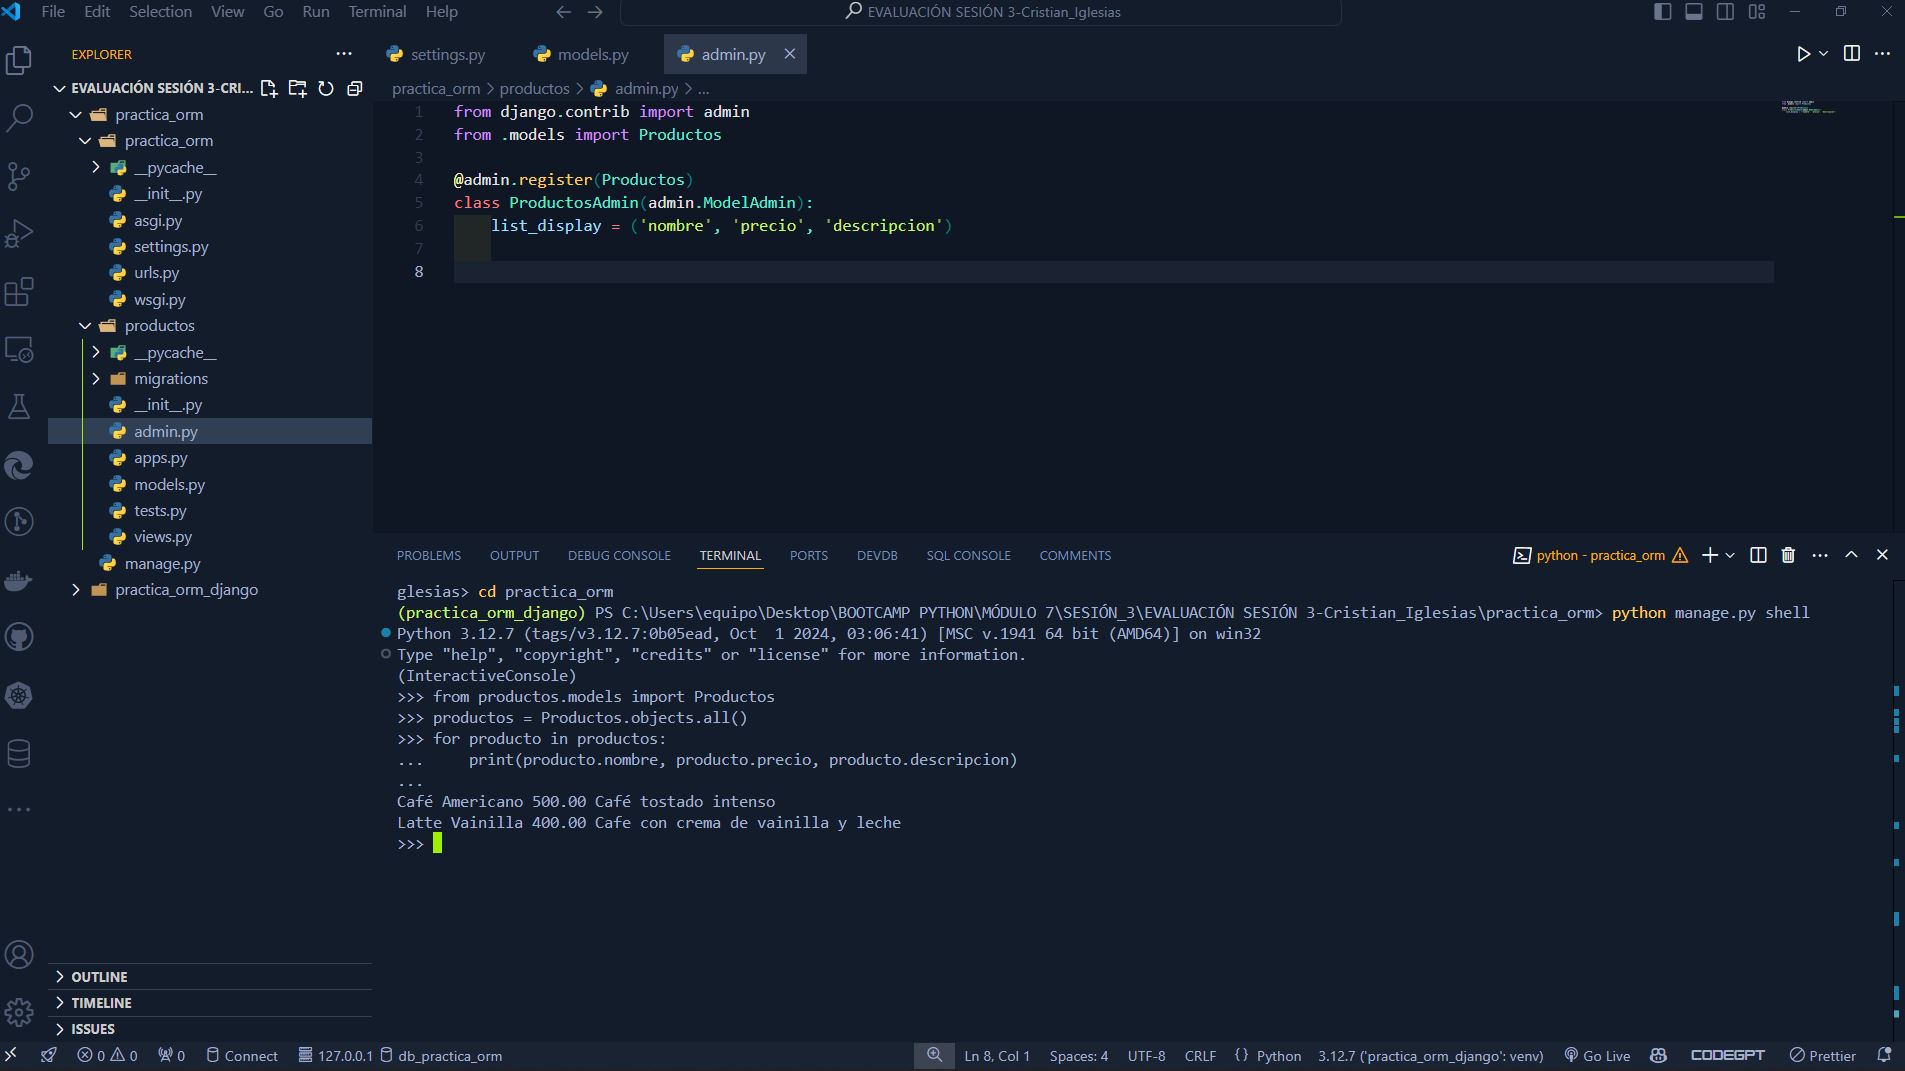 File Edit Selection View Go Run Terminal Help
EVALUACIÓN SESIÓN 3-Cristian_Iglesias
EXPLORER
EVALUACIÓN SESIÓN 3-CRI...
practica_orm
practica_orm
__pycache__
__init__.py
asgi.py
settings.py
urls.py
wsgi.py
productos
__pycache__
migrations
__init__.py
admin.py
apps.py
models.py
tests.py
views.py
manage.py
practica_orm_django
OUTLINE
TIMELINE
ISSUES
settings.py models.py admin.py
practica_orm > productos > admin.py > ...
1 from django.contrib import admin
2 from .models import Productos
3
4 @admin.register(Productos)
5 class ProductosAdmin(admin.ModelAdmin):
6 list_display = ('nombre', 'precio', 'descripcion')
7
8
PROBLEMS OUTPUT DEBUG CONSOLE TERMINAL PORTS DEVDB SQL CONSOLE COMMENTS
python - practica_orm
glesias> cd practica_orm
(practica_orm_django) PS C:\Users\equipo\Desktop\BOOTCAMP PYTHON\MÓDULO 7\SESIÓN_3\EVALUACIÓN SESIÓN 3-Cristian_Iglesias\practica_orm> python manage.py shell
Python 3.12.7 (tags/v3.12.7:0b05ead, Oct  1 2024, 03:06:41) [MSC v.1941 64 bit (AMD64)] on win32
Type "help", "copyright", "credits" or "license" for more information.
(InteractiveConsole)
>>> from productos.models import Productos
>>> productos = Productos.objects.all()
>>> for producto in productos:
...     print(producto.nombre, producto.precio, producto.descripcion)
...
Café Americano 500.00 Café tostado intenso
Latte Vainilla 400.00 Cafe con crema de vainilla y leche
>>>
0 0 0 Connect 127.0.0.1 db_practica_orm Ln 8, Col 1 Spaces: 4 UTF-8 CRLF {} Python 3.12.7 ('practica_orm_django': venv) Go Live CODEGPT Prettier